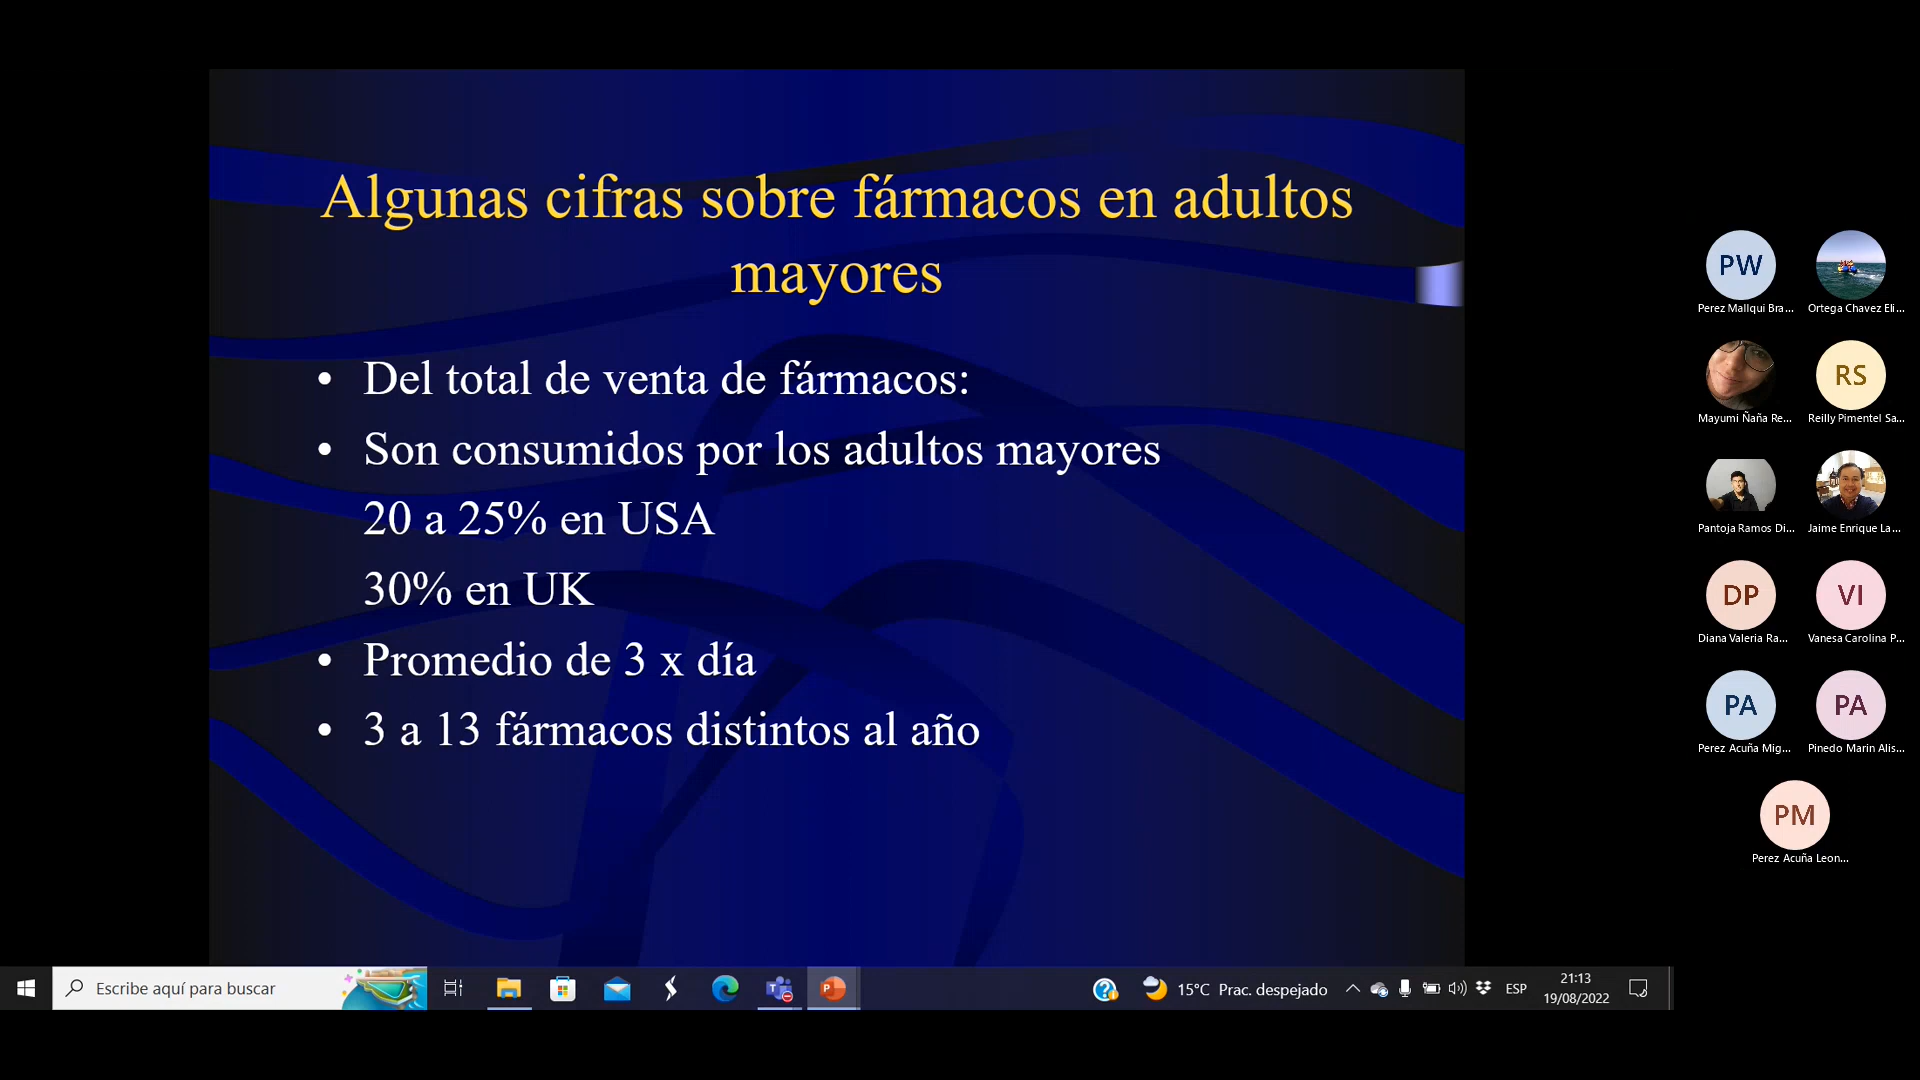 Algunas cifras sobre fármacos en adultos
mayores
• Del total de venta de fármacos:
• Son consumidos por los adultos mayores
20 a 25% en USA
30% en UK
• Promedio de 3 x día
• 3 a 13 fármacos distintos al año
PW
Perez Mallqui Bra...
Ortega Chavez Eli...
Mayumi Ñaña Re...
RS
Reilly Pimentel Sa...
Pantoja Ramos Di...
Jaime Enrique La...
DP
Diana Valeria Ra...
VI
Vanesa Carolina P...
PA
Perez Acuña Mig...
PA
Pinedo Marin Alis...
PM
Perez Acuña Leon...
Escribe aquí para buscar
15°C Prac. despejado
ESP
21:13
19/08/2022